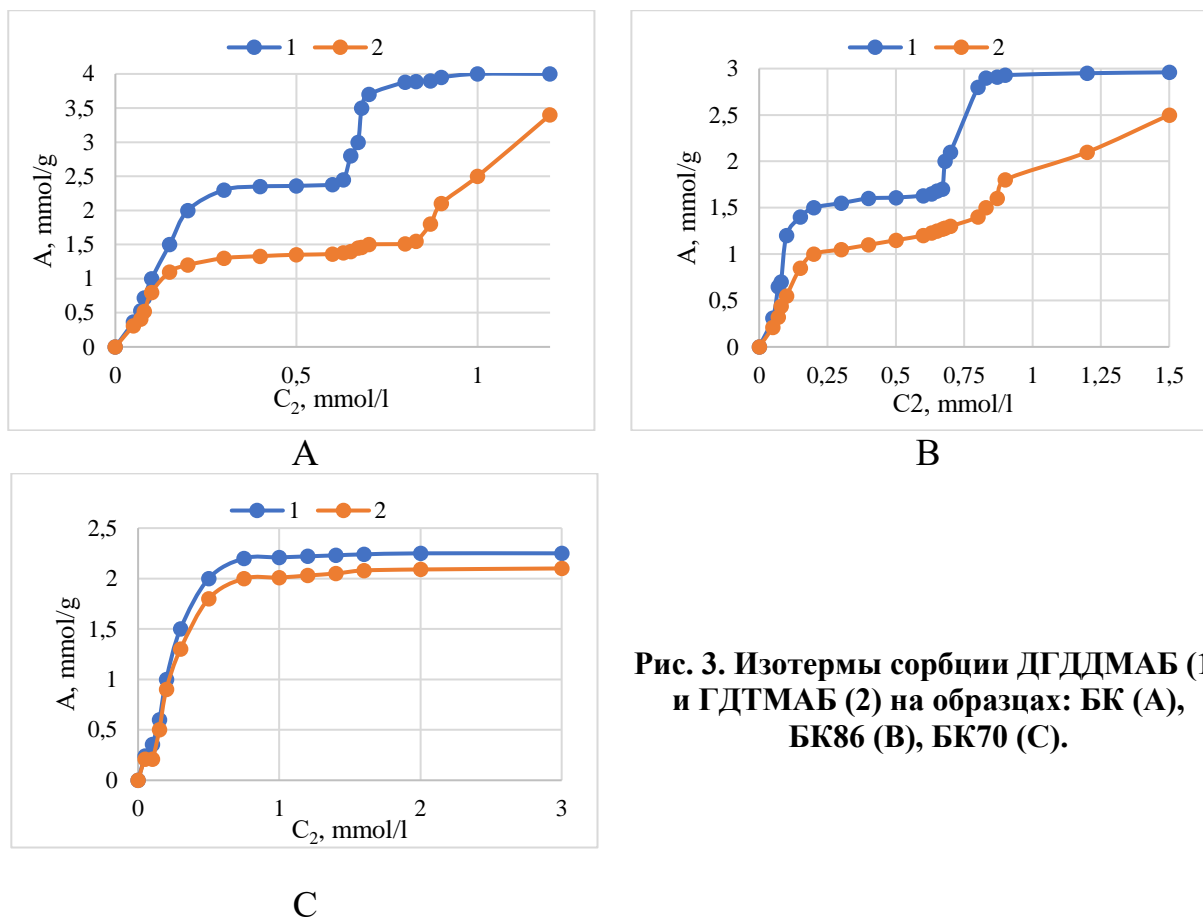 1 2
4
3,5
3
2,5
2
1,5
1
0,5
0
A, mmol/g
0 0,5 1
C2, mmol/l
A
1 2
3
2,5
2
1,5
1
0,5
0
A, mmol/g
0 0,25 0,5 0,75 1 1,25 1,5
C2, mmol/l
B
1 2
2,5
2
1,5
1
0,5
0
A, mmol/g
0 1 2 3
C2, mmol/l
C
Рис. 3. Изотермы сорбции ДГДДМАБ (1
и ГДТМАБ (2) на образцах: БК (А),
БК86 (В), БК70 (С).